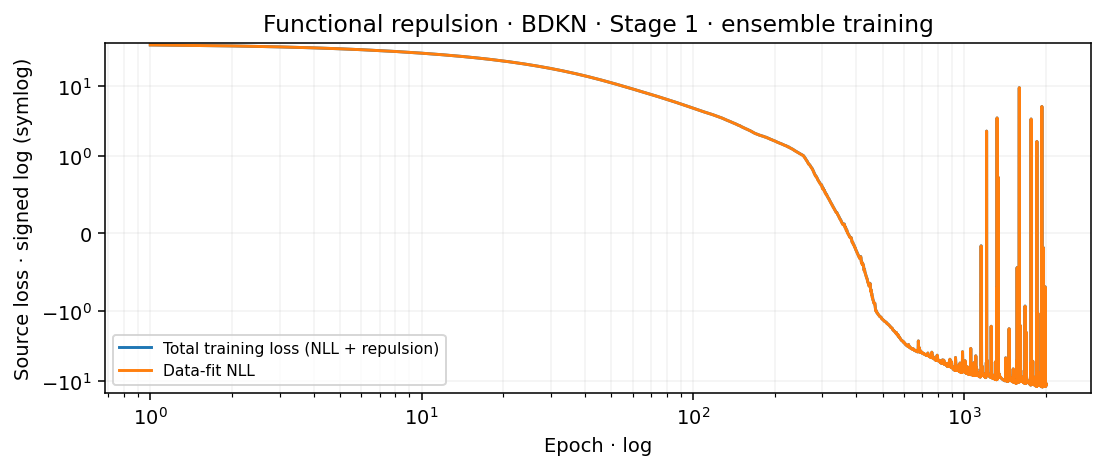 Functional repulsion · BDKN · Stage 1 · ensemble training
Source loss · signed log (symlog)
10¹
10⁰
0
−10⁰
−10¹
Total training loss (NLL + repulsion)
Data-fit NLL
10⁰ 10¹ 10² 10³
Epoch · log